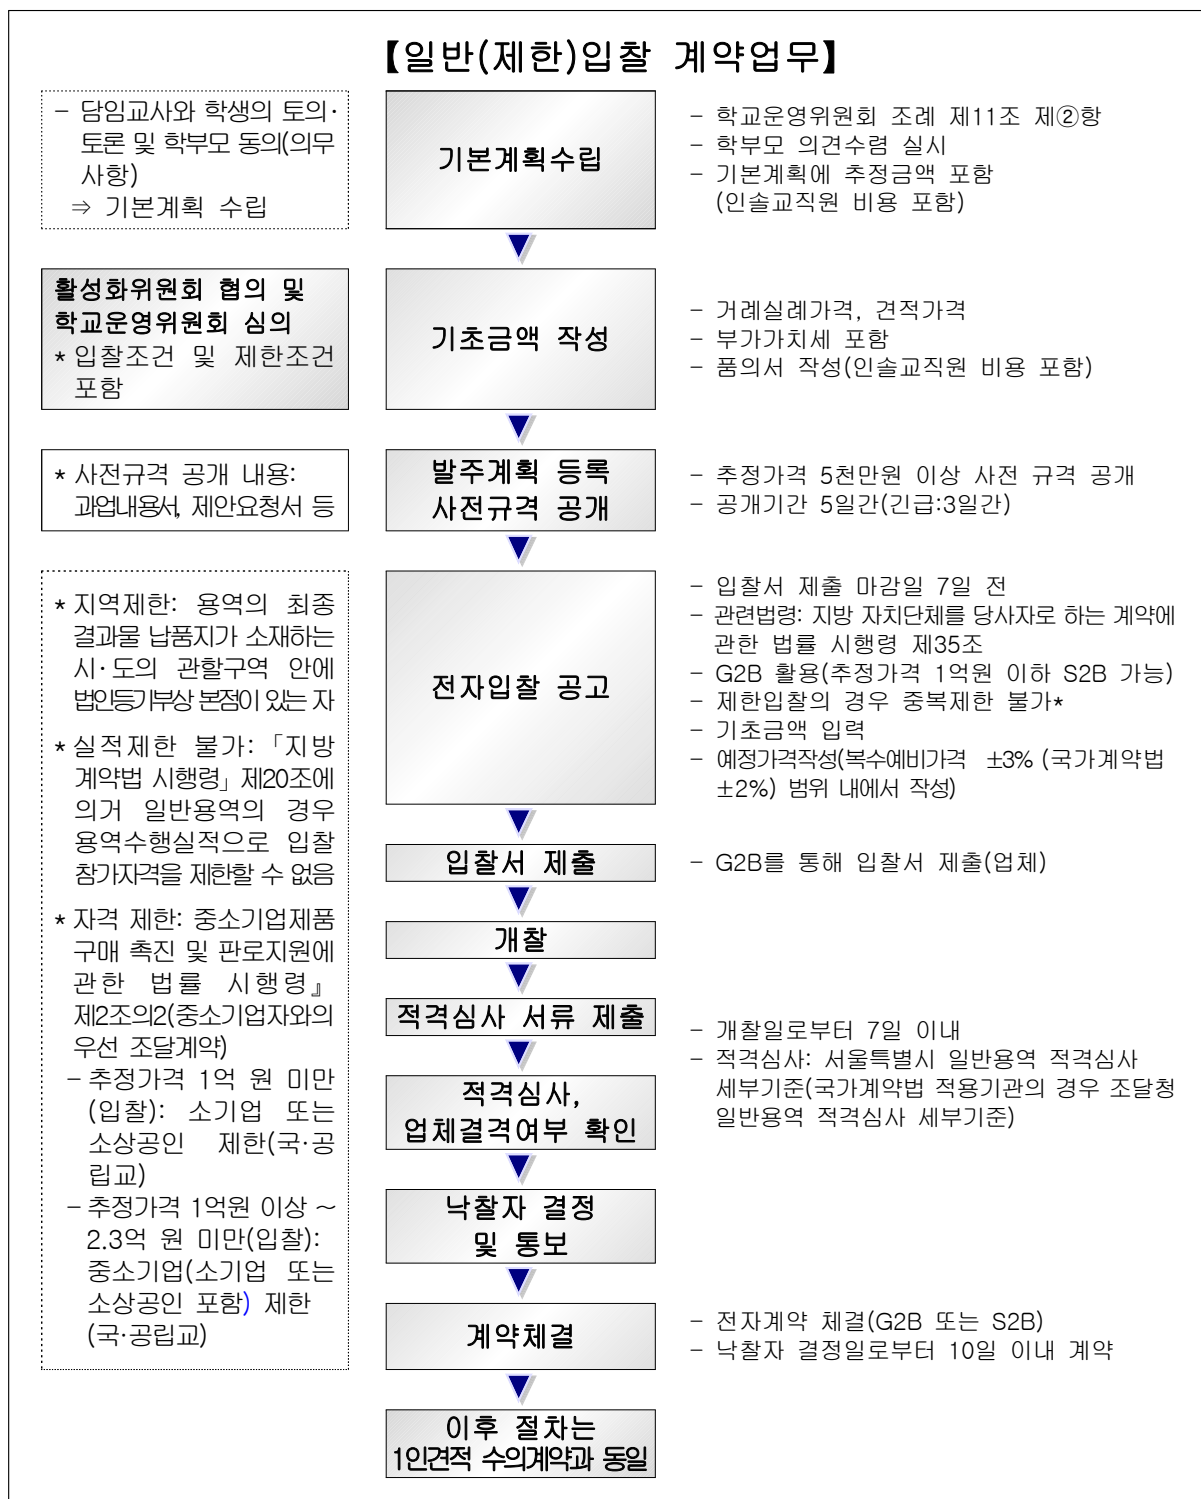 【일반(제한)입찰 계약업무】
- 담임교사와 학생의 토의·
토론 및 학부모 동의(의무
사항)
⇒ 기본계획 수립
기본계획수립
- 학교운영위원회 조례 제11조 제②항
- 학부모 의견수렴 실시
- 기본계획에 추정금액 포함
(인솔교직원 비용 포함)
활성화위원회 협의 및
학교운영위원회 심의
* 입찰조건 및 제한조건
포함
기초금액 작성
- 거례실례가격, 견적가격
- 부가가치세 포함
- 품의서 작성(인솔교직원 비용 포함)
* 사전규격 공개 내용:
과업내용서, 제안요청서 등
발주계획 등록
사전규격 공개
- 추정가격 5천만원 이상 사전 규격 공개
- 공개기간 5일간(긴급:3일간)
* 지역제한: 용역의 최종
결과물 납품지가 소재하는
시·도의 관할구역 안에
법인등기부상 본점이 있는 자
* 실적제한 불가: 「지방
계약법 시행령」 제20조에
의거 일반용역의 경우
용역수행실적으로 입찰
참가자격을 제한할 수 없음
* 자격 제한: 중소기업제품
구매 촉진 및 판로지원에
관한 법률 시행령』
제2조의2(중소기업자와의
우선 조달계약)
- 추정가격 1억 원 미만
(입찰): 소기업 또는
소상공인 제한(국·공
립교)
- 추정가격 1억원 이상 ~
2.3억 원 미만(입찰):
중소기업(소기업 또는
소상공인 포함) 제한
(국·공립교)
전자입찰 공고
- 입찰서 제출 마감일 7일 전
- 관련법령: 지방 자치단체를 당사자로 하는 계약에
관한 법률 시행령 제35조
- G2B 활용(추정가격 1억원 이하 S2B 가능)
- 제한입찰의 경우 중복제한 불가*
- 기초금액 입력
- 예정가격작성(복수예비가격 ±3% (국가계약법
±2%) 범위 내에서 작성)
입찰서 제출
- G2B를 통해 입찰서 제출(업체)
개찰
적격심사 서류 제출
- 개찰일로부터 7일 이내
- 적격심사: 서울특별시 일반용역 적격심사
세부기준(국가계약법 적용기관의 경우 조달청
일반용역 적격심사 세부기준)
적격심사,
업체결격여부 확인
낙찰자 결정
및 통보
계약체결
- 전자계약 체결(G2B 또는 S2B)
- 낙찰자 결정일로부터 10일 이내 계약
이후 절차는
1인견적 수의계약과 동일